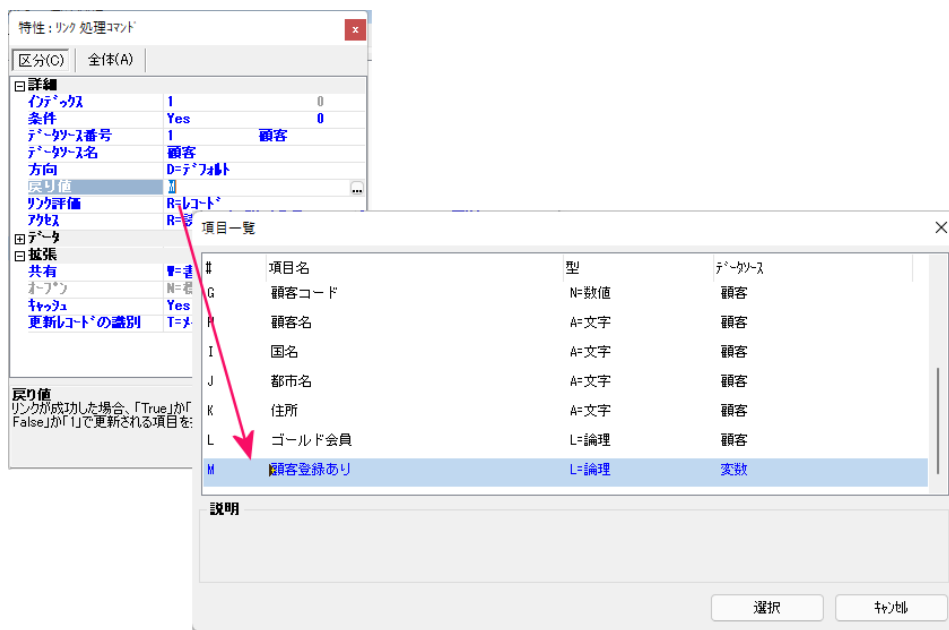 特性 : ﾘﾝｸ 処理ｺﾏﾝﾄﾞ
x
区分(C) 全体(A)
詳細
ｲﾝﾃﾞｯｸｽ 1 0
条件 Yes 0
ﾃﾞｰﾀｿｰｽ番号 1 顧客
ﾃﾞｰﾀｿｰｽ名 顧客
方向 D=ﾃﾞﾌｫﾙﾄ
戻り値 M ...
ﾘﾝｸ評価 R=ﾚｺｰﾄﾞ
ｱｸｾｽ R=
ﾃﾞｰﾀ
拡張
共有 W=
ｵｰﾌﾟﾝ N=
ｷｬｯｼｭ Yes
更新ﾚｺｰﾄﾞの識別 T=
戻り値
リンクが成功した場合、「True」か「
False」か「1」で更新される項目を
項目一覧
# 項目名 型 ﾃﾞｰﾀｿｰｽ
G 顧客コード N=数値 顧客
H 顧客名 A=文字 顧客
I 国名 A=文字 顧客
J 都市名 A=文字 顧客
K 住所 A=文字 顧客
L ゴールド会員 L=論理 顧客
M 顧客登録あり L=論理 変数
説明
選択 ｷｬﾝｾﾙ